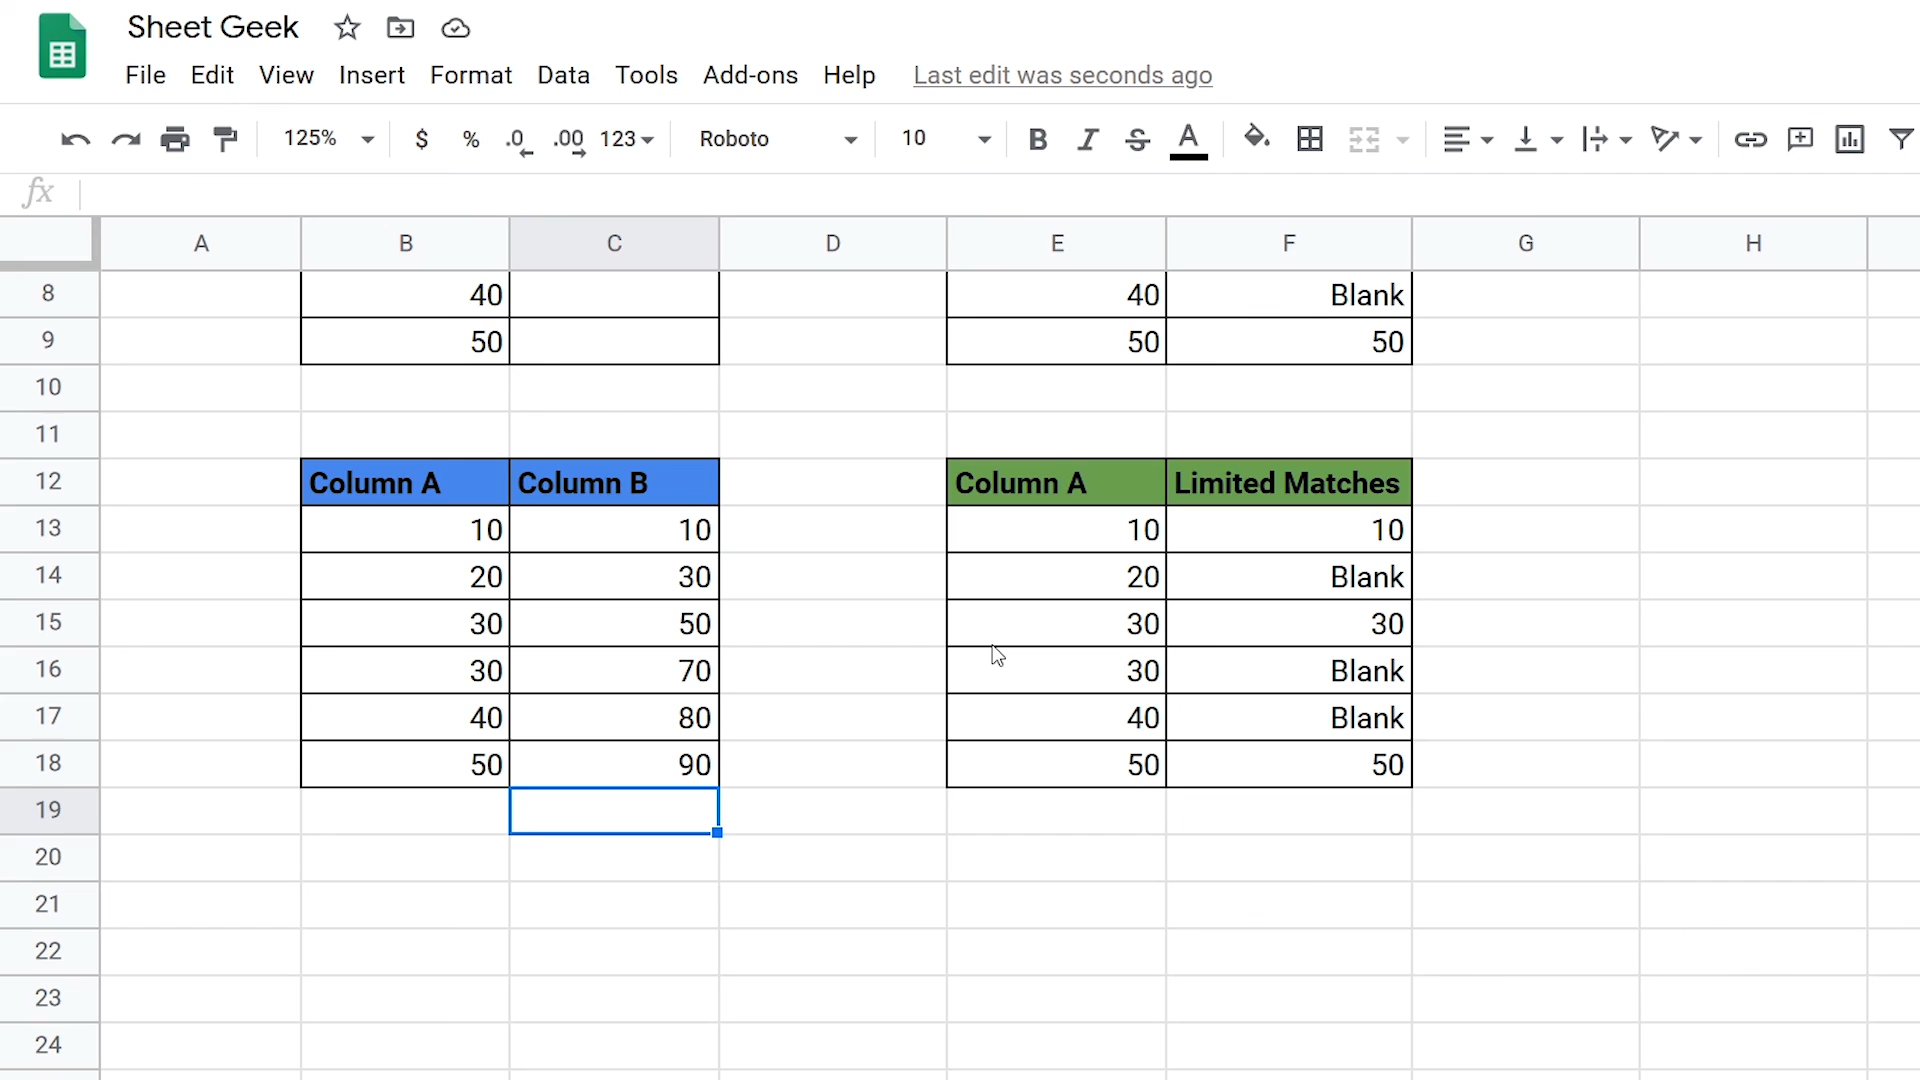 Sheet Geek
File Edit View Insert Format Data Tools Add-ons Help Last edit was seconds ago
125% $ % .0 .00 123 Roboto 10 B I S A
fx
A B C D E F G H
8 40 40 Blank
9 50 50 50
10
11
12 Column A Column B Column A Limited Matches
13 10 10 10 10
14 20 30 20 Blank
15 30 50 30 30
16 30 70 30 Blank
17 40 80 40 Blank
18 50 90 50 50
19
20
21
22
23
24